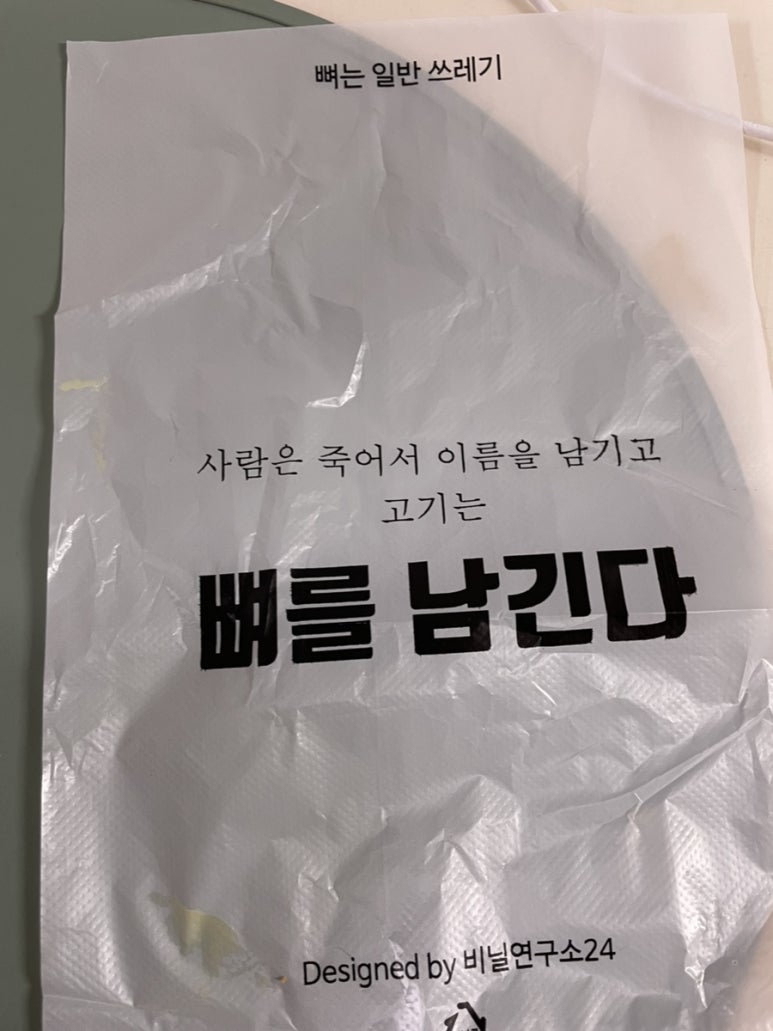 뼈는 일반 쓰레기
사람은 죽어서 이름을 남기고
고기는
뼈를 남긴다
Designed by 비닐연구소24